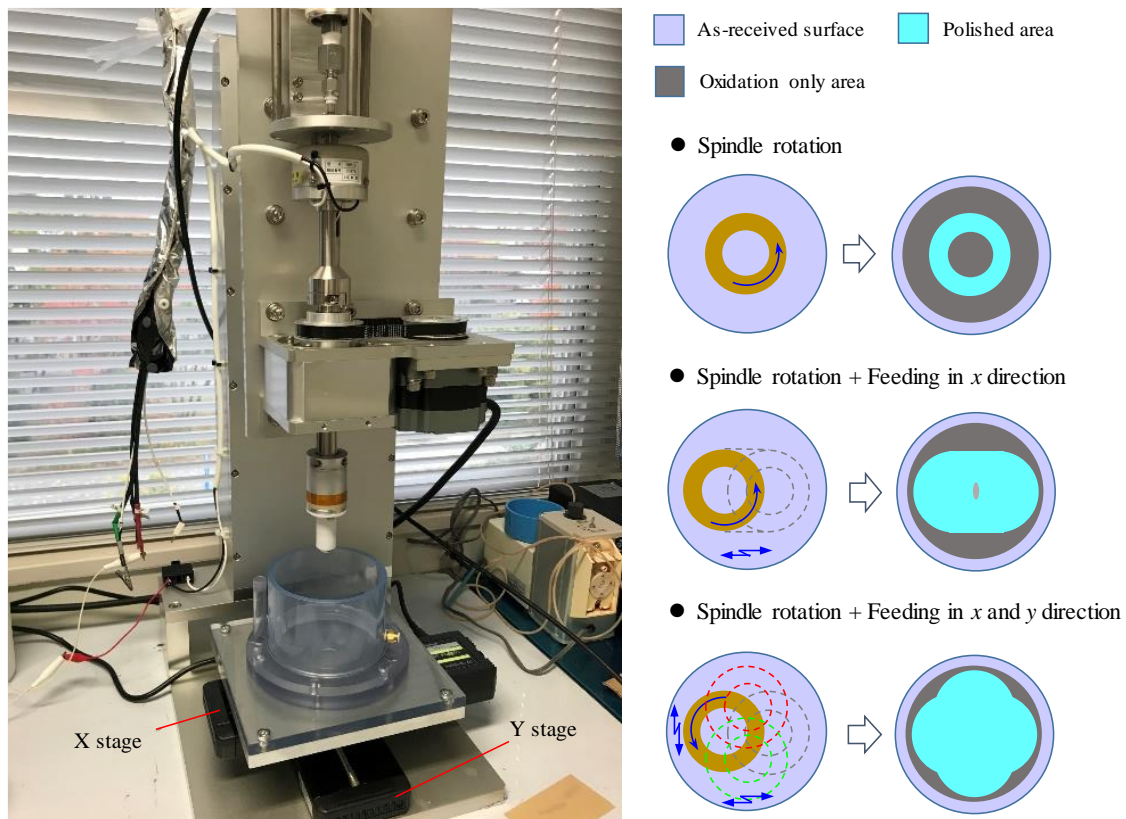 As-received surface
Polished area
Oxidation only area
● Spindle rotation
● Spindle rotation + Feeding in x direction
● Spindle rotation + Feeding in x and y direction
X stage
Y stage